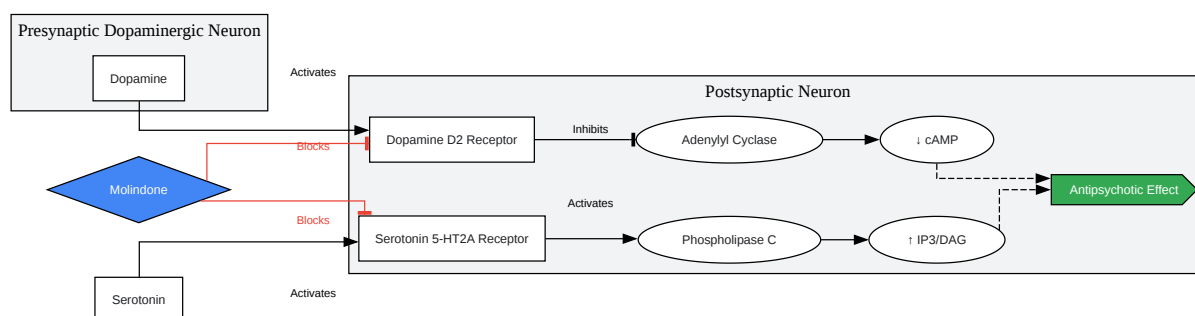 Presynaptic Dopaminergic Neuron
Dopamine
Activates
Postsynaptic Neuron
Dopamine D2 Receptor
Inhibits
Adenylyl Cyclase
↓ cAMP
Blocks
Molindone
Antipsychotic Effect
Blocks
Activates
Serotonin 5-HT2A Receptor
Phospholipase C
↑ IP3/DAG
Serotonin
Activates